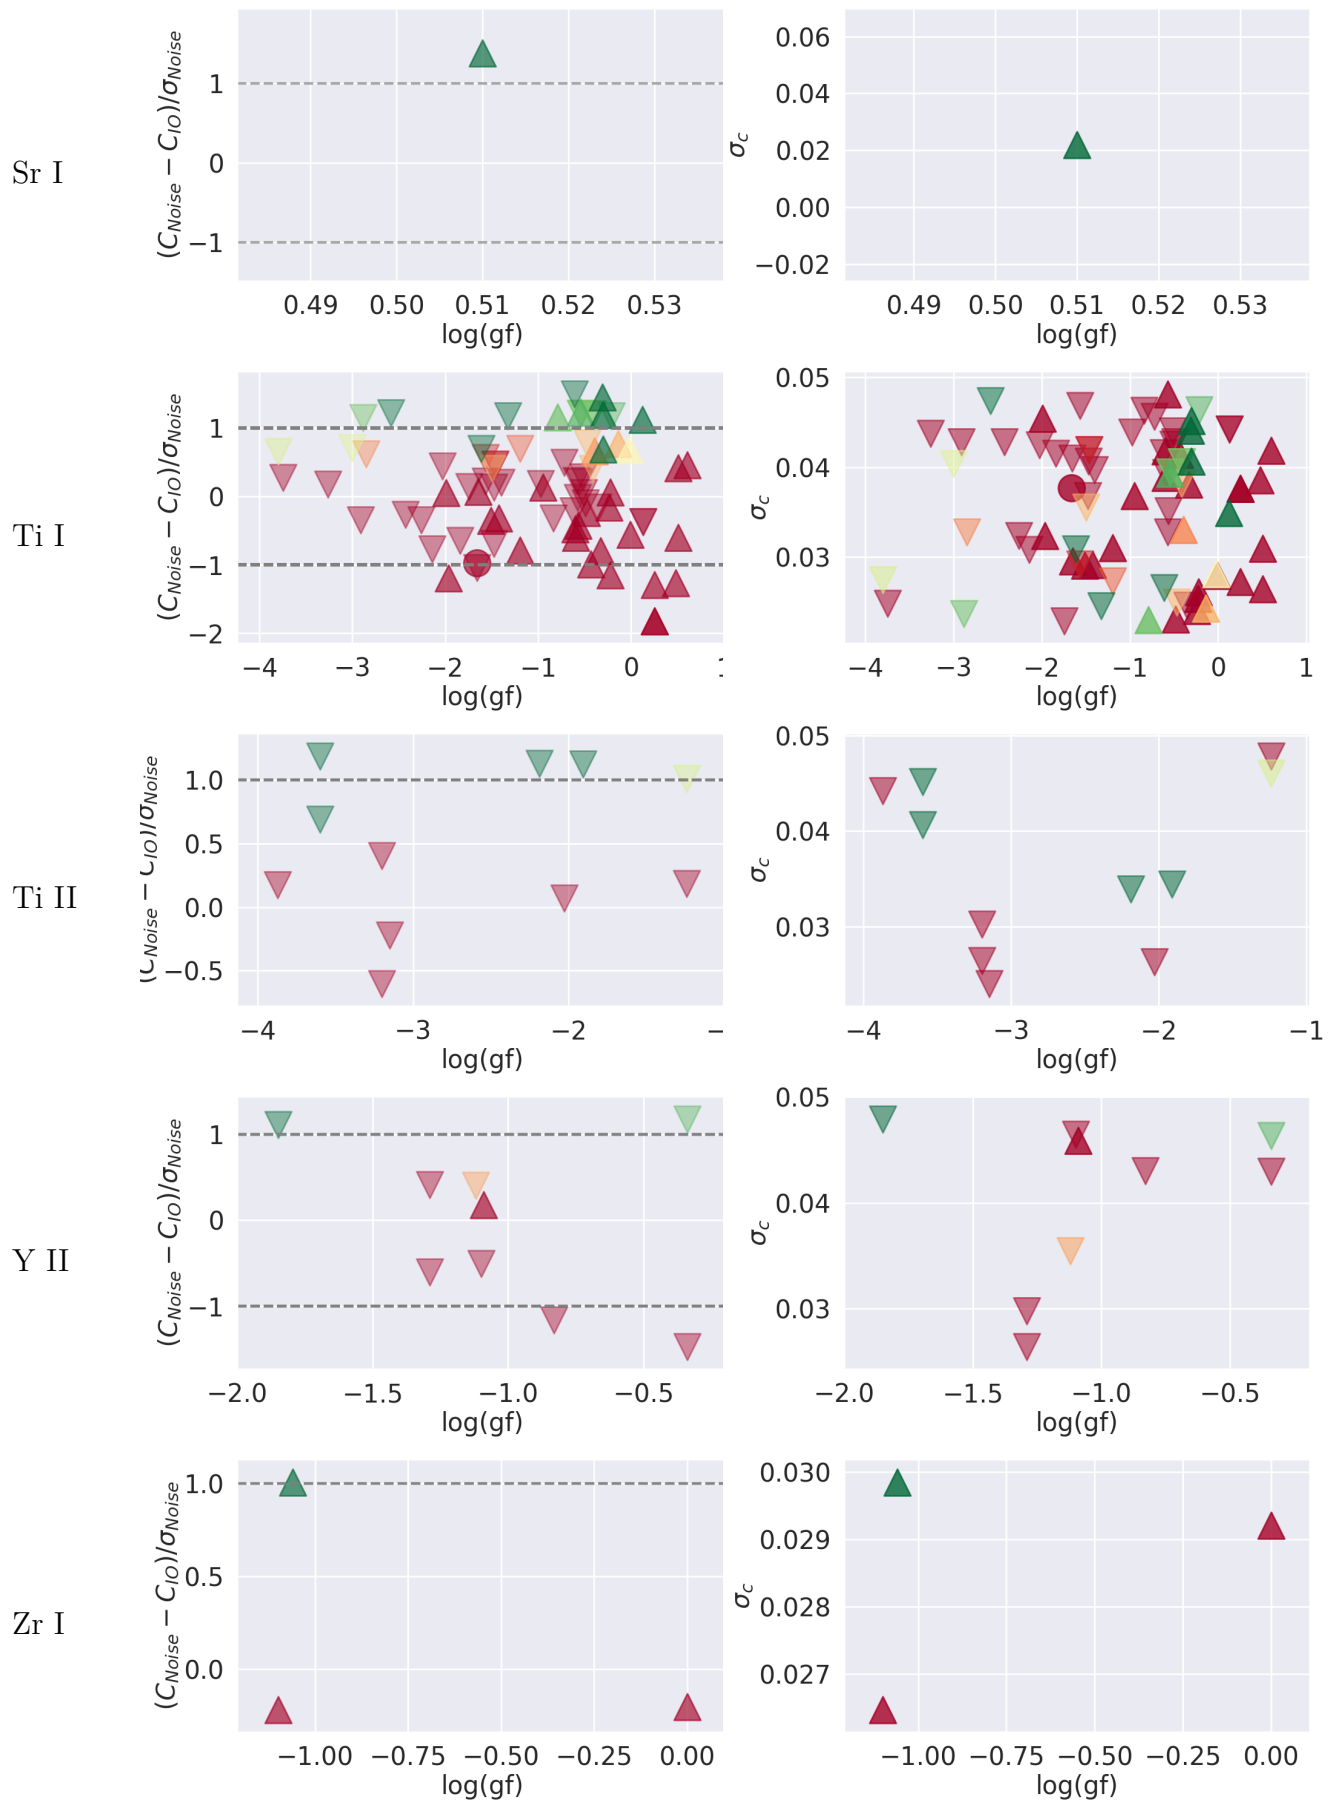 Sr I
(C_Noise − C_IO)/σ_Noise
1
0
−1
0.49 0.50 0.51 0.52 0.53
log(gf)
σ_c
0.06
0.04
0.02
0.00
−0.02
0.49 0.50 0.51 0.52 0.53
log(gf)
Ti I
(C_Noise − C_IO)/σ_Noise
1
0
−1
−2
−4 −3 −2 −1 0 1
log(gf)
σ_c
0.05
0.04
0.03
−4 −3 −2 −1 0 1
log(gf)
Ti II
(C_Noise − C_IO)/σ_Noise
1.0
0.5
0.0
−0.5
−4 −3 −2 −
log(gf)
σ_c
0.05
0.04
0.03
−4 −3 −2 −1
log(gf)
Y II
(C_Noise − C_IO)/σ_Noise
1
0
−1
−2.0 −1.5 −1.0 −0.5
log(gf)
σ_c
0.05
0.04
0.03
−2.0 −1.5 −1.0 −0.5
log(gf)
Zr I
(C_Noise − C_IO)/σ_Noise
1.0
0.5
0.0
−1.00 −0.75 −0.50 −0.25 0.00
log(gf)
σ_c
0.030
0.029
0.028
0.027
−1.00 −0.75 −0.50 −0.25 0.00
log(gf)